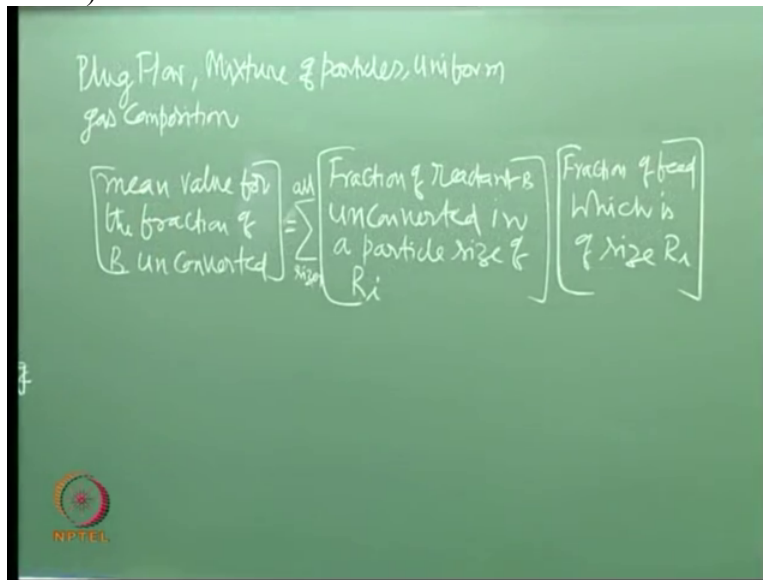 Plug Flow, Mixture of particles, Uniform
gas Composition
mean value for
the fraction of
B unconverted
=
all
Σ
sizes
Fraction of reactant B
unconverted in
a particle size of
Ri
Fraction of feed
which is
of size Ri
NPTEL